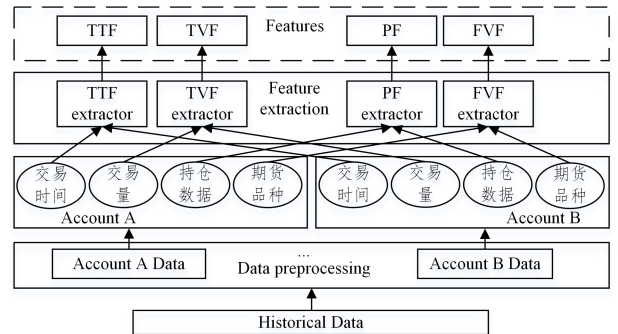 TTF TVF Features PF FVF
TTF extractor
TVF extractor
Feature extraction
PF extractor
FVF extractor
交易时间
交易量
持仓数据
期货品种
Account A
交易时间
交易量
持仓数据
期货品种
Account B
...
Account A Data
Data preprocessing
Account B Data
Historical Data